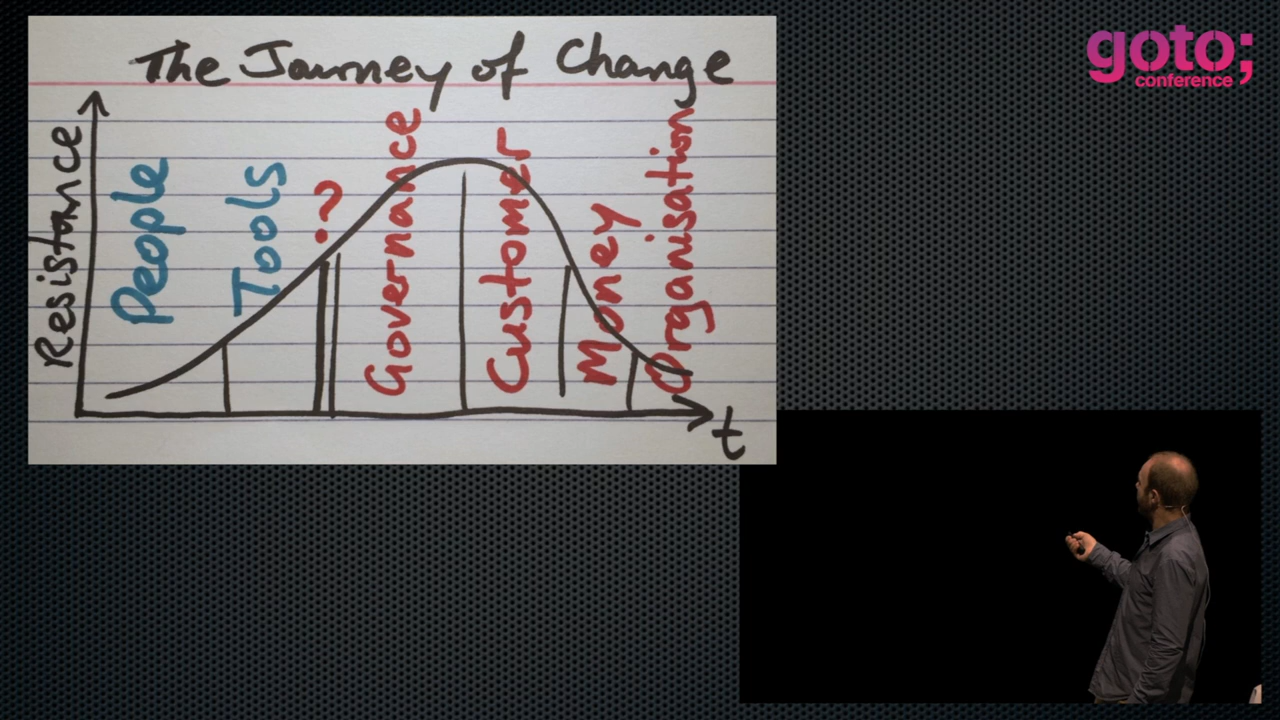 The Journey of Change
Resistance
People
Tools
?
Governance
Customer
Money
Organisation
t
goto;
conference